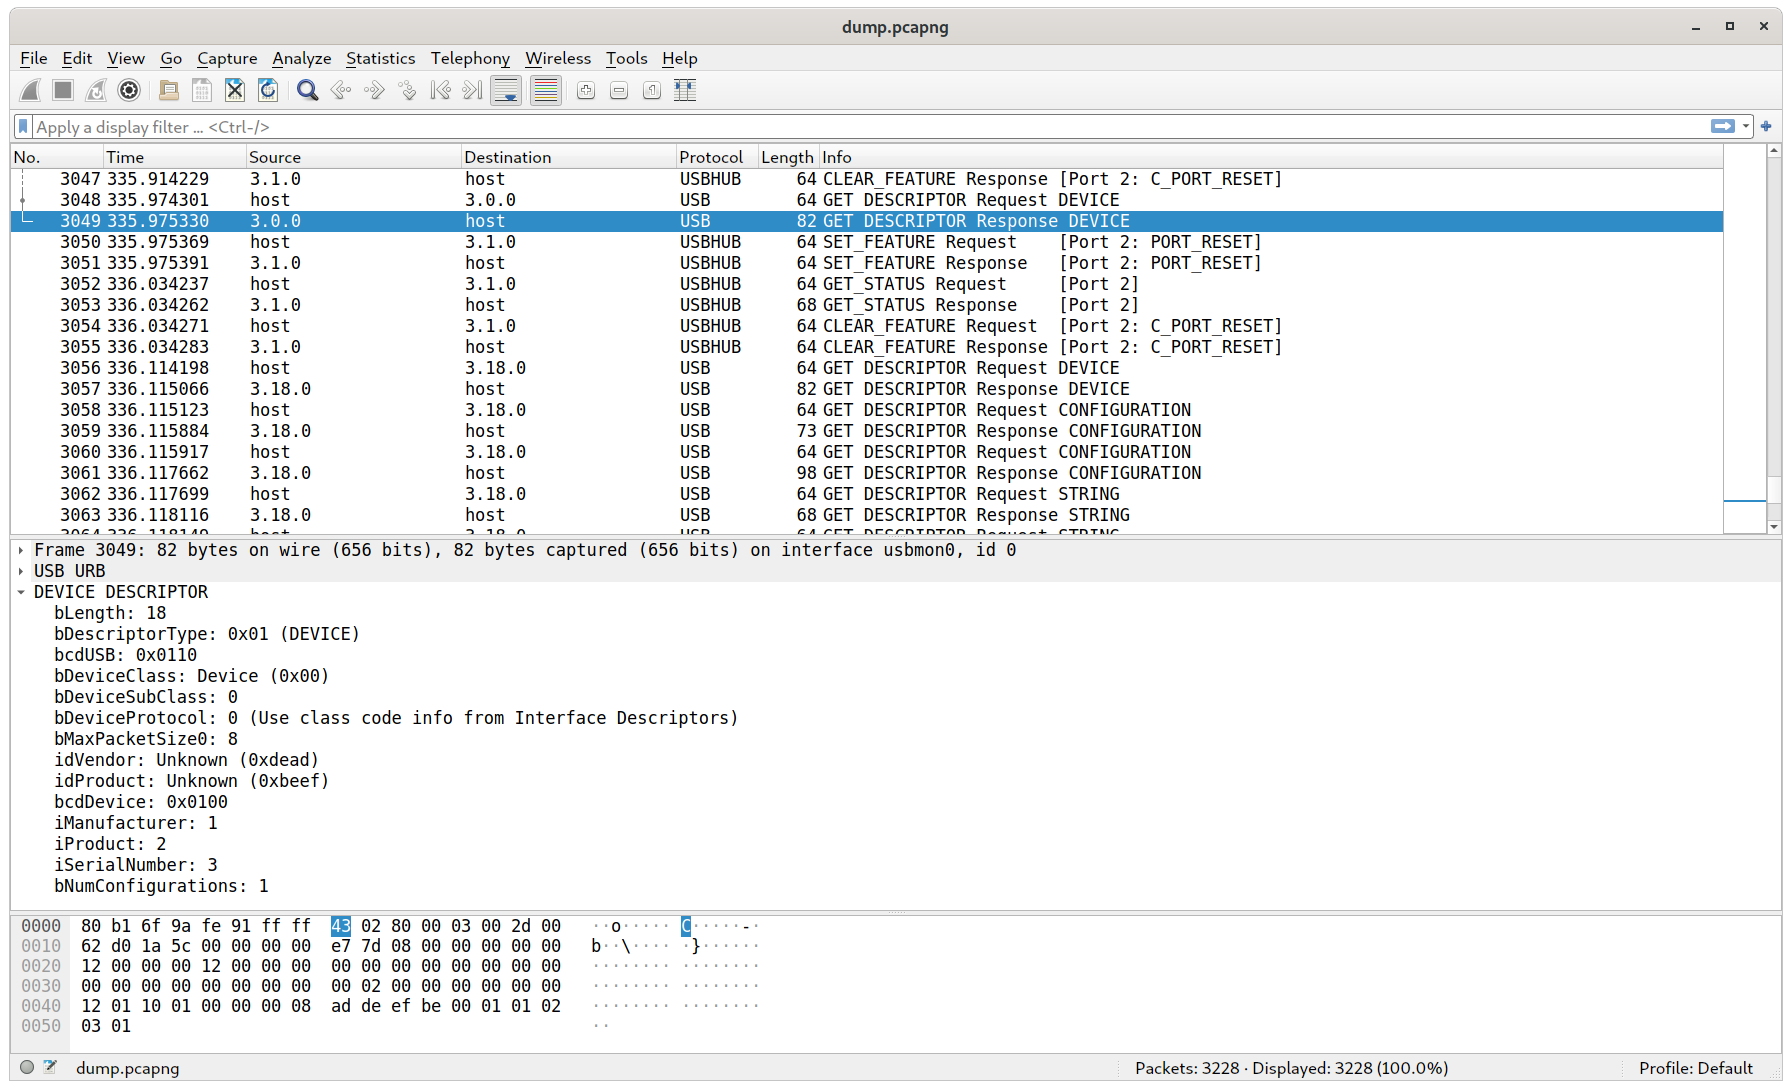 dump.pcapng
File Edit View Go Capture Analyze Statistics Telephony Wireless Tools Help
Apply a display filter … <Ctrl-/>
No. Time Source Destination Protocol Length Info
3047 335.914229 3.1.0 host USBHUB 64 CLEAR_FEATURE Response [Port 2: C_PORT_RESET]
3048 335.974301 host 3.0.0 USB 64 GET DESCRIPTOR Request DEVICE
3049 335.975330 3.0.0 host USB 82 GET DESCRIPTOR Response DEVICE
3050 335.975369 host 3.1.0 USBHUB 64 SET_FEATURE Request [Port 2: PORT_RESET]
3051 335.975391 3.1.0 host USBHUB 64 SET_FEATURE Response [Port 2: PORT_RESET]
3052 336.034237 host 3.1.0 USBHUB 64 GET_STATUS Request [Port 2]
3053 336.034262 3.1.0 host USBHUB 68 GET_STATUS Response [Port 2]
3054 336.034271 host 3.1.0 USBHUB 64 CLEAR_FEATURE Request [Port 2: C_PORT_RESET]
3055 336.034283 3.1.0 host USBHUB 64 CLEAR_FEATURE Response [Port 2: C_PORT_RESET]
3056 336.114198 host 3.18.0 USB 64 GET DESCRIPTOR Request DEVICE
3057 336.115066 3.18.0 host USB 82 GET DESCRIPTOR Response DEVICE
3058 336.115123 host 3.18.0 USB 64 GET DESCRIPTOR Request CONFIGURATION
3059 336.115884 3.18.0 host USB 73 GET DESCRIPTOR Response CONFIGURATION
3060 336.115917 host 3.18.0 USB 64 GET DESCRIPTOR Request CONFIGURATION
3061 336.117662 3.18.0 host USB 98 GET DESCRIPTOR Response CONFIGURATION
3062 336.117699 host 3.18.0 USB 64 GET DESCRIPTOR Request STRING
3063 336.118116 3.18.0 host USB 68 GET DESCRIPTOR Response STRING
3064 336.118149 host 3.18.0 USB 64 GET DESCRIPTOR Request STRING
Frame 3049: 82 bytes on wire (656 bits), 82 bytes captured (656 bits) on interface usbmon0, id 0
USB URB
DEVICE DESCRIPTOR
bLength: 18
bDescriptorType: 0x01 (DEVICE)
bcdUSB: 0x0110
bDeviceClass: Device (0x00)
bDeviceSubClass: 0
bDeviceProtocol: 0 (Use class code info from Interface Descriptors)
bMaxPacketSize0: 8
idVendor: Unknown (0xdead)
idProduct: Unknown (0xbeef)
bcdDevice: 0x0100
iManufacturer: 1
iProduct: 2
iSerialNumber: 3
bNumConfigurations: 1
0000 80 b1 6f 9a fe 91 ff ff 43 02 80 00 03 00 2d 00 ··o····· C·····-·
0010 62 d0 1a 5c 00 00 00 00 e7 7d 08 00 00 00 00 00 b··\···· ·}······
0020 12 00 00 00 12 00 00 00 00 00 00 00 00 00 00 00 ········ ········
0030 00 00 00 00 00 00 00 00 00 02 00 00 00 00 00 00 ········ ········
0040 12 01 10 01 00 00 00 08 ad de ef be 00 01 01 02 ········ ········
0050 03 01 ··
dump.pcapng Packets: 3228 · Displayed: 3228 (100.0%) Profile: Default